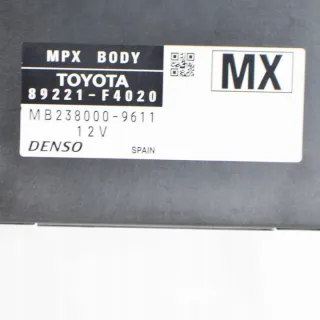 MPX BODY
MX
TOYOTA
89221-F4020
MB238000-9611
12V
DENSO
SPAIN